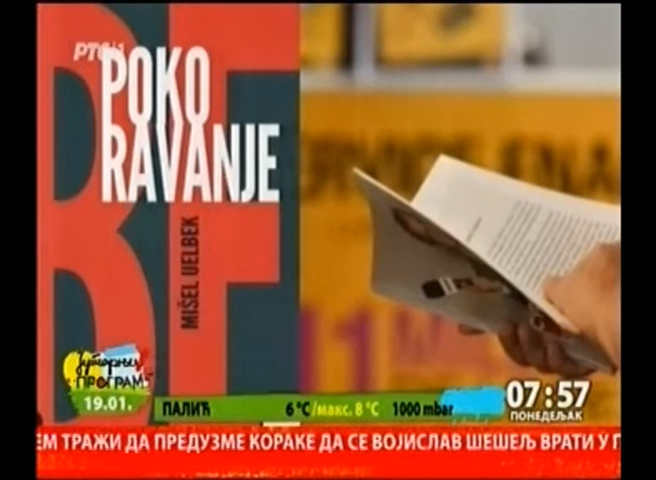 РТС 1
POKO
RAVANJE
MIŠEL UELBEK
Јутарњи
ПРОГРАМ
19.01.
ПАЛИЋ 6 °C/макс. 8 °C 1000 mbar
07:57
ПОНЕДЕЉАК
ЕМ ТРАЖИ ДА ПРЕДУЗМЕ КОРАКЕ ДА СЕ ВОЈИСЛАВ ШЕШЕЉ ВРАТИ У